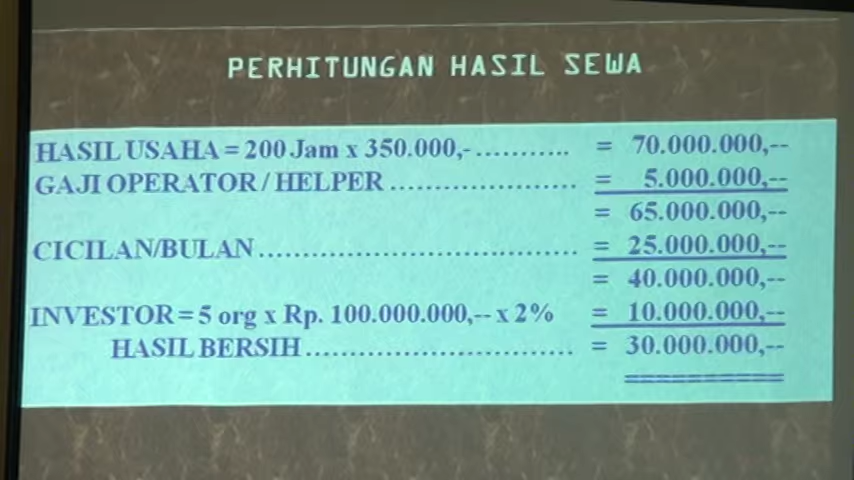 PERHITUNGAN HASIL SEWA
HASIL USAHA = 200 Jam x 350.000,-........... = 70.000.000,--
GAJI OPERATOR / HELPER...................... = 5.000.000,--
= 65.000.000,--
CICILAN/BULAN..................................... = 25.000.000,--
= 40.000.000,--
INVESTOR = 5 org x Rp. 100.000.000,-- x 2% = 10.000.000,--
HASIL BERSIH............................... = 30.000.000,--